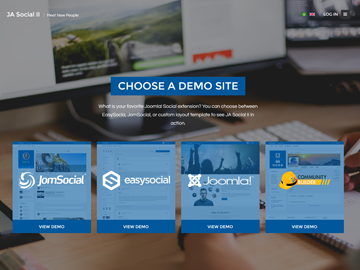 JA Social II
Meet New People
LOG IN
CHOOSE A DEMO SITE
What is your favorite Joomla! Social extension? You can choose between
EasySocial, JomSocial, or custom layout template to see JA Social II in
action.
JomSocial
easysocial
Joomla!
COMMUNITY
BUILDER
VIEW DEMO
VIEW DEMO
VIEW DEMO
VIEW DEMO